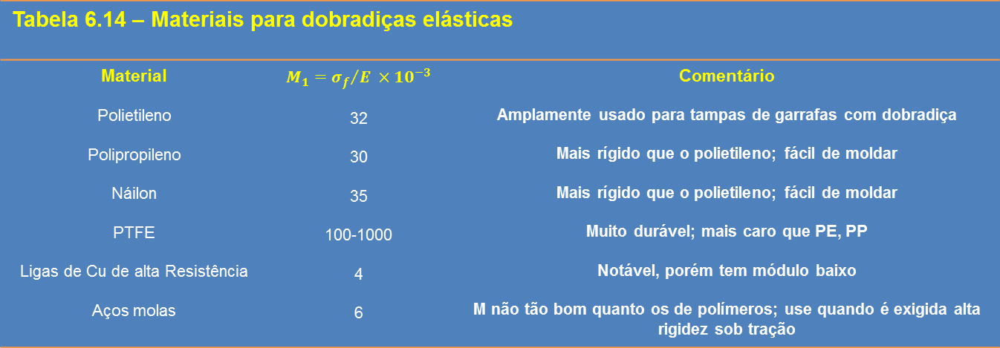 Tabela 6.14 – Materiais para dobradiças elásticas
Material M₁ = σ_f/E × 10⁻³ Comentário
Polietileno 32 Amplamente usado para tampas de garrafas com dobradiça
Polipropileno 30 Mais rígido que o polietileno; fácil de moldar
Náilon 35 Mais rígido que o polietileno; fácil de moldar
PTFE 100-1000 Muito durável; mais caro que PE, PP
Ligas de Cu de alta Resistência 4 Notável, porém tem módulo baixo
Aços molas 6 M não tão bom quanto os de polímeros; use quando é exigida alta
rigidez sob tração